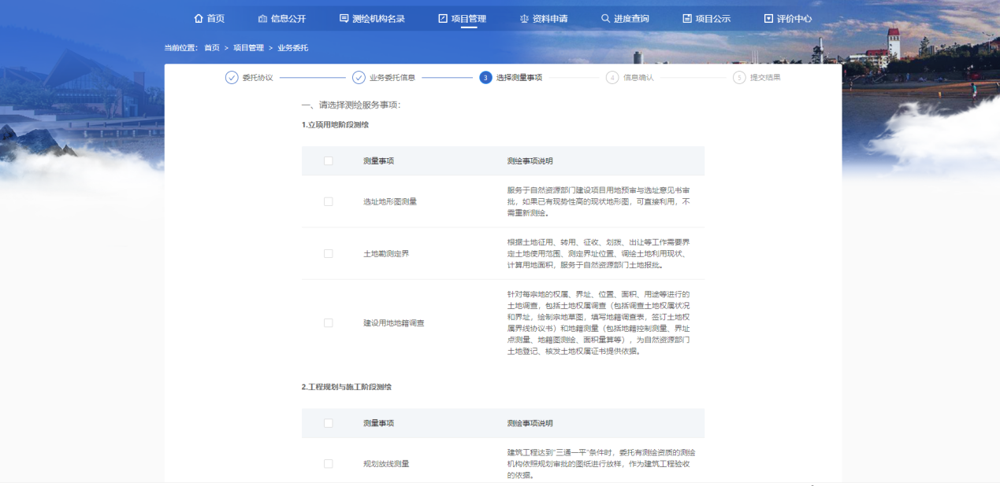 首页 信息公开 测绘机构名录 项目管理 资料申请 进度查询 项目公示 评价中心
当前位置： 首页 > 项目管理 > 业务委托
委托协议 业务委托信息 3 选择测量事项 4 信息确认 5 提交结果
一、请选择测绘服务事项：
1.立项用地阶段测绘
测量事项 测绘事项说明
选址地形图测量
服务于自然资源部门建设项目用地预审与选址意见书审
批，如果已有现势性高的现状地形图，可直接利用，不
需重新测绘。
土地勘测定界
根据土地征用、转用、征收、划拨、出让等工作需要界
定土地使用范围、测定界址位置、调绘土地利用现状、
计算用地面积，服务于自然资源部门土地报批。
建设用地地籍调查
针对每宗地的权属、界址、位置、面积、用途等进行的
土地调查，包括土地权属调查（包括调查土地权属状况
和界址，绘制宗地草图，填写地籍调查表，签订土地权
属界线协议书）和地籍测量（包括地籍控制测量、界址
点测量、地籍图测绘、面积量算等），为自然资源部门
土地登记、核发土地权属证书提供依据。
2.工程规划与施工阶段测绘
测量事项 测绘事项说明
规划放线测量
建筑工程达到“三通一平”条件时，委托有测绘资质的测绘
机构依照规划审批的图纸进行放样，作为建筑工程验收
的依据。